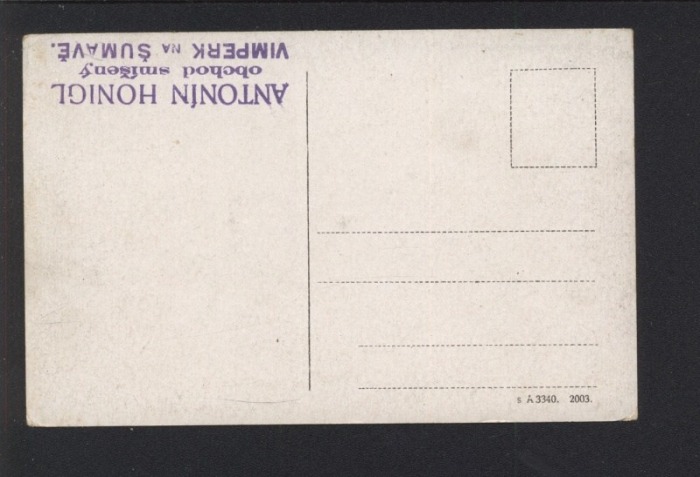 ANTONÍN HONIGL
obchod smíšený
VIMPERK NA ŠUMAVĚ.
s A 3340. 2003.